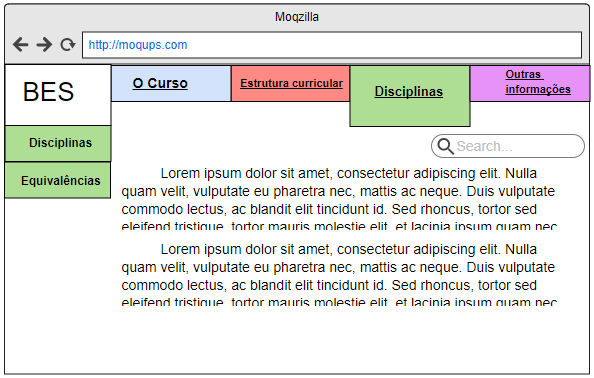 Moqzilla
http://moqups.com
BES
O Curso
Estrutura curricular
Disciplinas
Outras
informações
Disciplinas
Equivalências
Search...
Lorem ipsum dolor sit amet, consectetur adipiscing elit. Nulla
quam velit, vulputate eu pharetra nec, mattis ac neque. Duis vulputate
commodo lectus, ac blandit elit tincidunt id. Sed rhoncus, tortor sed
eleifend tristique, tortor mauris molestie elit, et lacinia ipsum quam nec
Lorem ipsum dolor sit amet, consectetur adipiscing elit. Nulla
quam velit, vulputate eu pharetra nec, mattis ac neque. Duis vulputate
commodo lectus, ac blandit elit tincidunt id. Sed rhoncus, tortor sed
eleifend tristique, tortor mauris molestie elit, et lacinia ipsum quam nec